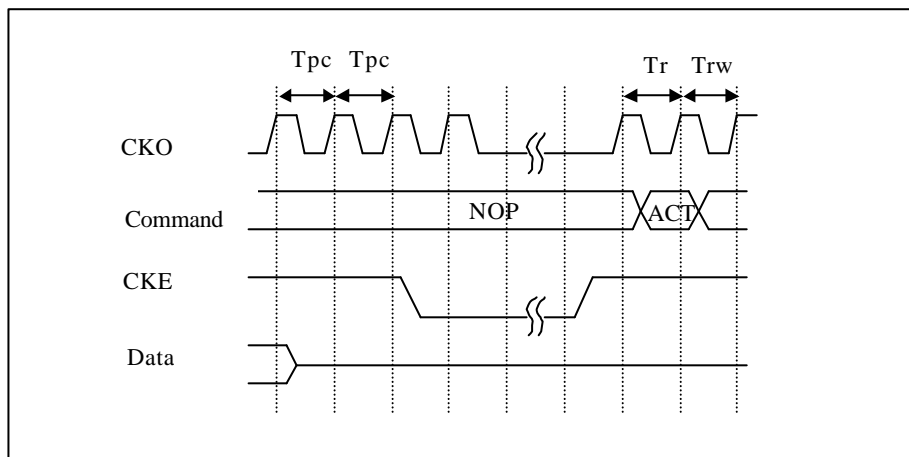 Tpc Tpc Tr Trw
CKO
NOP ACT
Command
CKE
Data